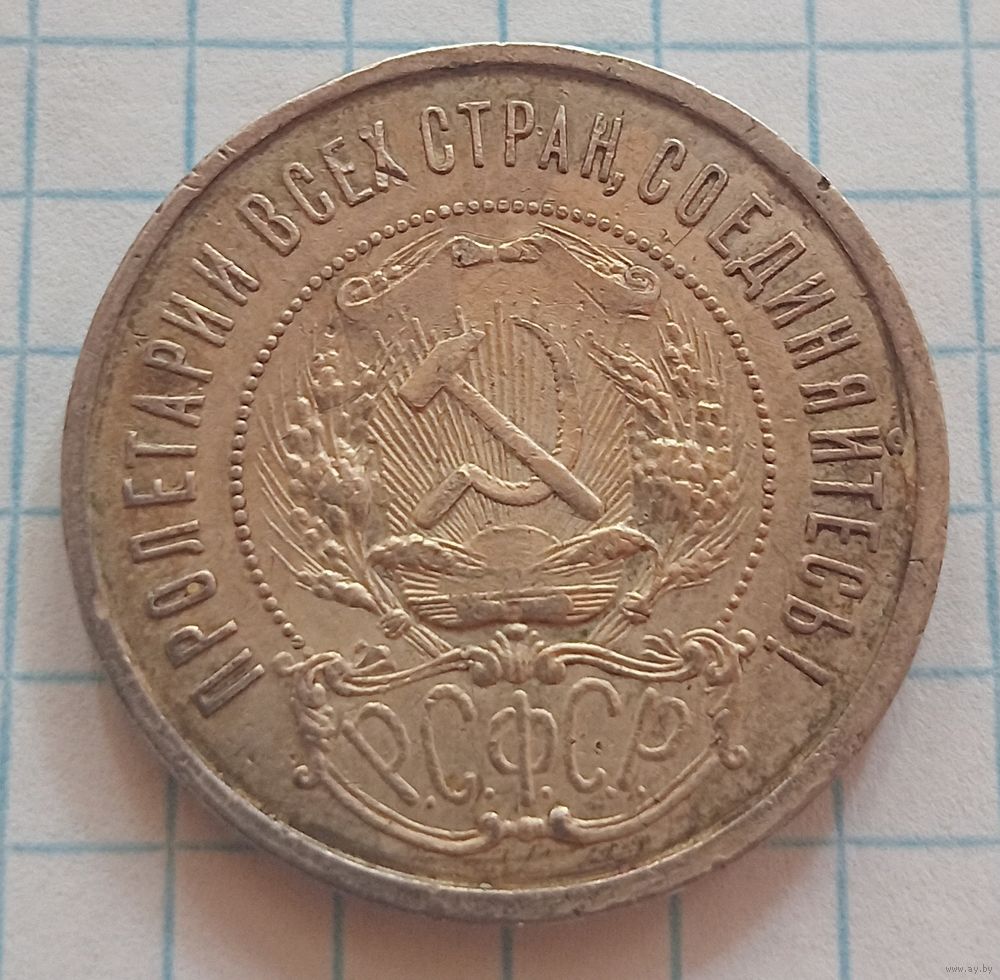 ПРОЛЕТАРИИ ВСЕХ СТРАН, СОЕДИНЯЙТЕСЬ!
Р.С.Ф.С.Р.
www.ay.by